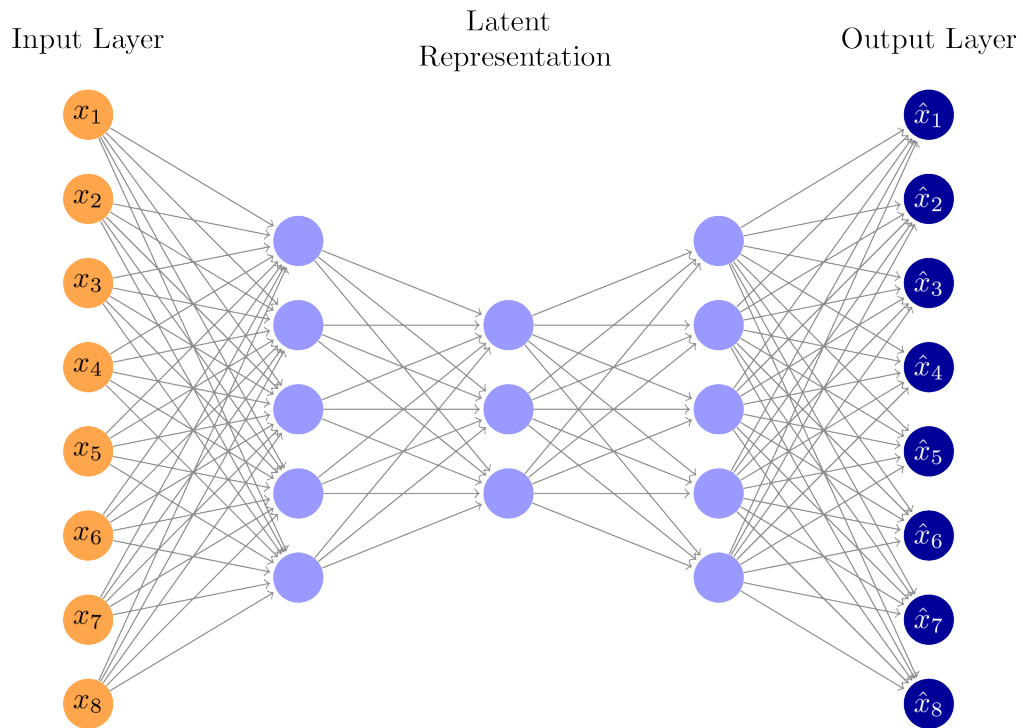 Input Layer
Latent
Representation
Output Layer
x₁
x₂
x₃
x₄
x₅
x₆
x₇
x₈
x̂₁
x̂₂
x̂₃
x̂₄
x̂₅
x̂₆
x̂₇
x̂₈